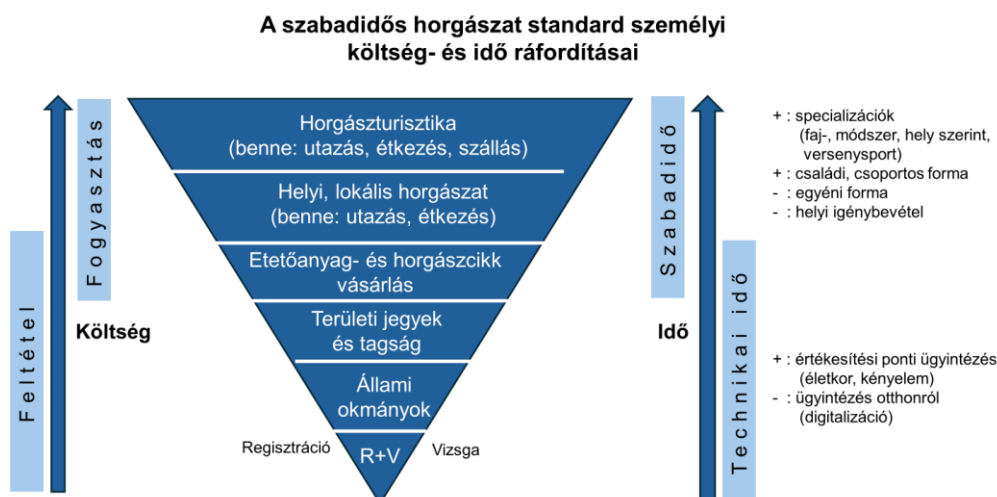 A szabadidős horgászat standard személyi
költség- és idő ráfordításai
Feltétel
Fogyasztás
Költség
Horgászturisztika
(benne: utazás, étkezés, szállás)
Helyi, lokális horgászat
(benne: utazás, étkezés)
Etetőanyag- és horgászcikk
vásárlás
Területi jegyek
és tagság
Állami
okmányok
Regisztráció
R+V
Vizsga
Idő
Szabadidő
Technikai idő
+ : specializációk
(faj-, módszer, hely szerint,
versenysport)
+ : családi, csoportos forma
- : egyéni forma
- : helyi igénybevétel
+ : értékesítési ponti ügyintézés
(életkor, kényelem)
- : ügyintézés otthonról
(digitalizáció)